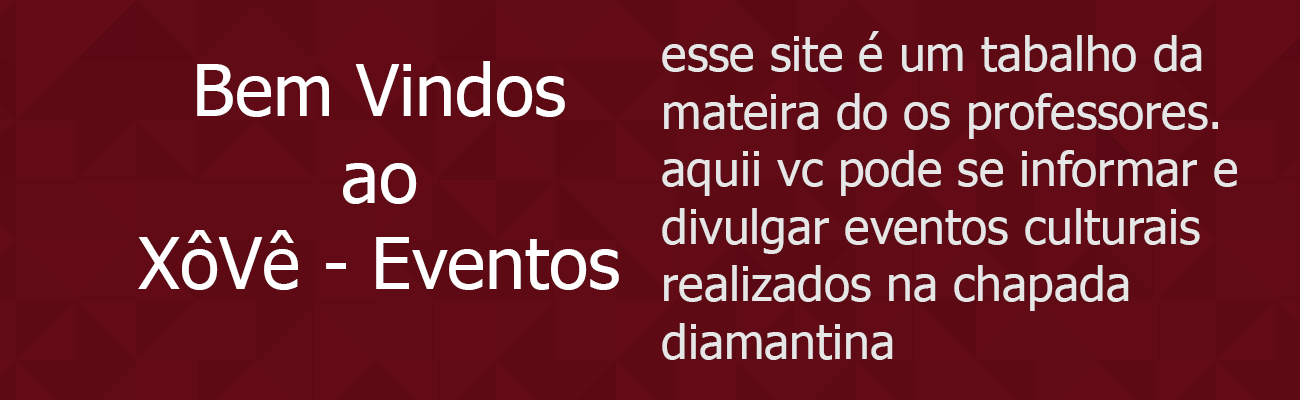 Bem Vindos
ao
XôVê - Eventos
esse site é um tabalho da
mateira do os professores.
aquii vc pode se informar e
divulgar eventos culturais
realizados na chapada
diamantina